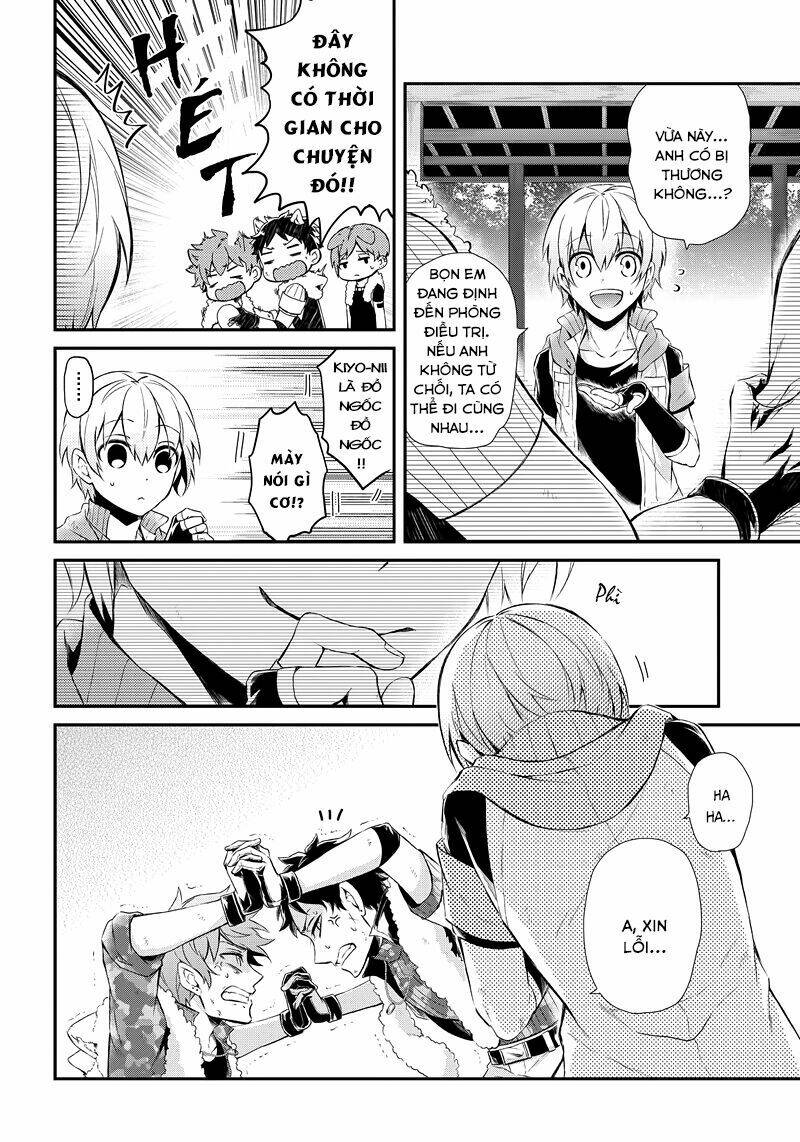 VỪA NÃY...
ANH CÓ BỊ
THƯƠNG
KHÔNG...?
BỌN EM
ĐANG ĐỊNH
ĐẾN PHÒNG
ĐIỀU TRỊ.
NẾU ANH
KHÔNG TỪ
CHỐI, TA CÓ
THỂ ĐI CÙNG
NHAU...
ĐÂY
KHÔNG
CÓ THỜI
GIAN CHO
CHUYỆN
ĐÓ!!
HÉT
KIYO-NII
LÀ ĐỒ
NGỐC
ĐỒ
NGỐC
!!
MÀY
NÓI GÌ
CƠ!?
......
Phì
HA
HA...
A, XIN
LỖI...